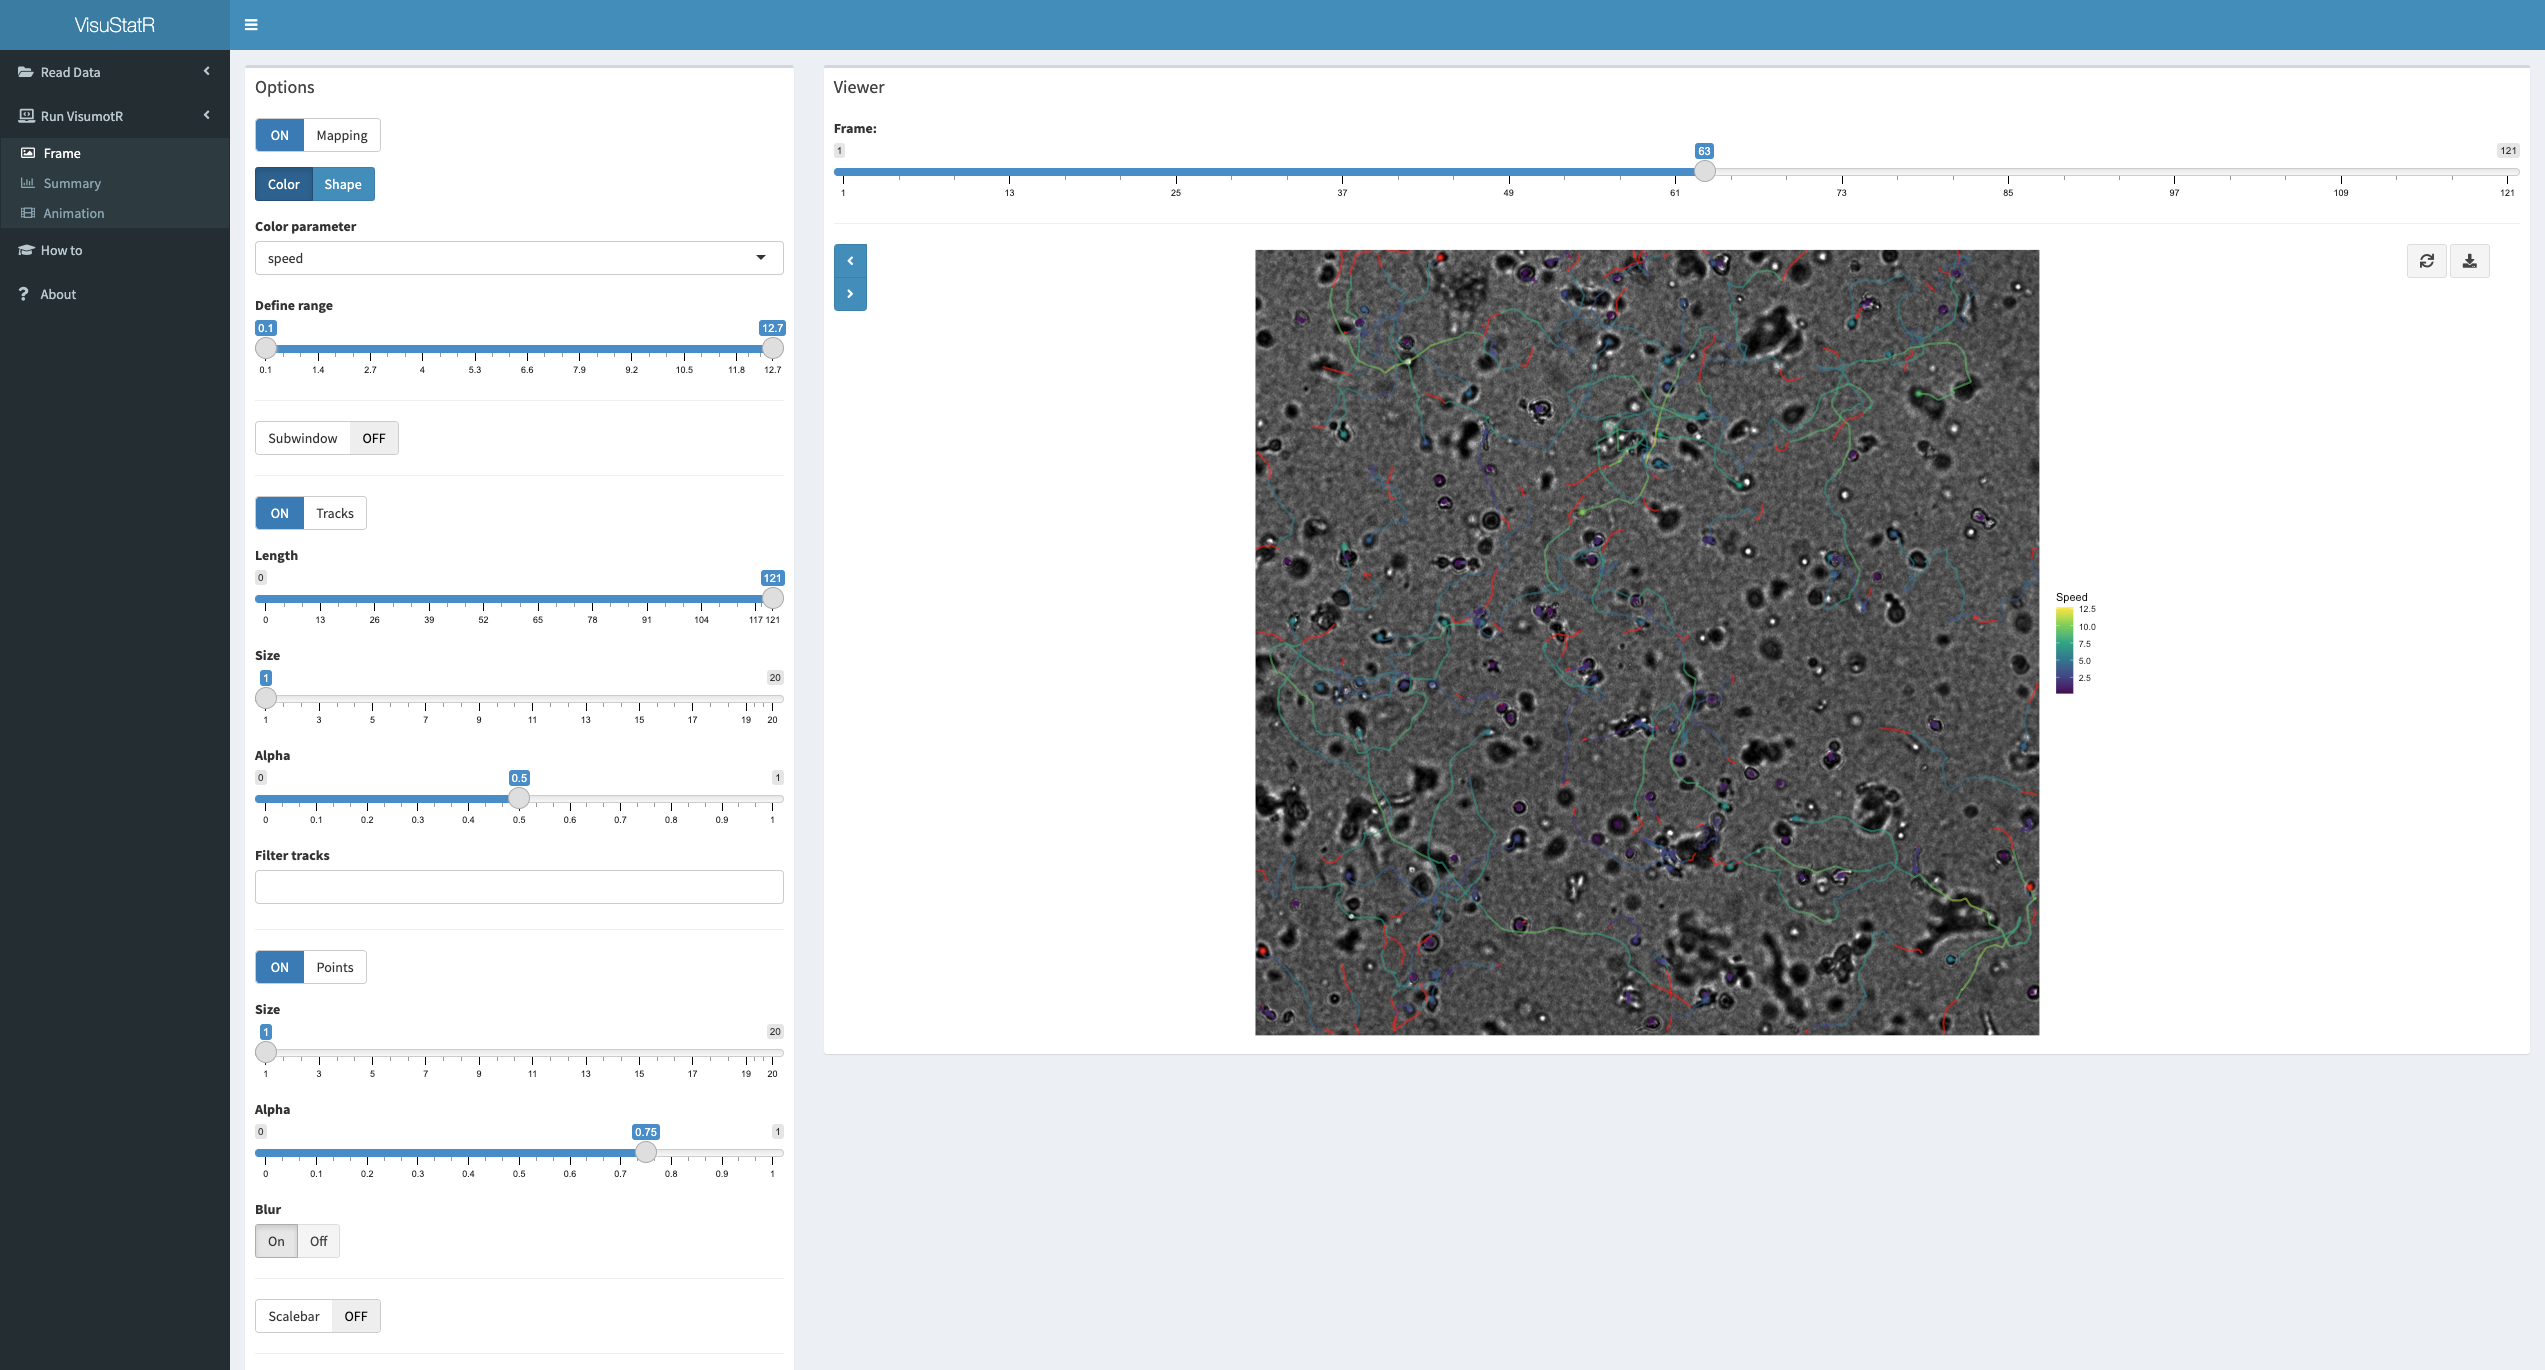 VisuStatR
Read Data
Run VisumotR
Frame
Summary
Animation
How to
? About
Options
ON Mapping
Color Shape
Color parameter
speed
Define range
0.1 12.7
0.1 1.4 2.7 4 5.3 6.6 7.9 9.2 10.5 11.8 12.7
Subwindow OFF
ON Tracks
Length
0 121
0 13 26 39 52 65 78 91 104 117 121
Size
1 20
1 3 5 7 9 11 13 15 17 19 20
Alpha
0 0.5 1
0 0.1 0.2 0.3 0.4 0.5 0.6 0.7 0.8 0.9 1
Filter tracks
ON Points
Size
1 20
1 3 5 7 9 11 13 15 17 19 20
Alpha
0 0.75 1
0 0.1 0.2 0.3 0.4 0.5 0.6 0.7 0.8 0.9 1
Blur
On Off
Scalebar OFF
Viewer
Frame:
1 63 121
1 13 25 37 49 61 73 85 97 109 121
Speed
12.5
10.0
7.5
5.0
2.5